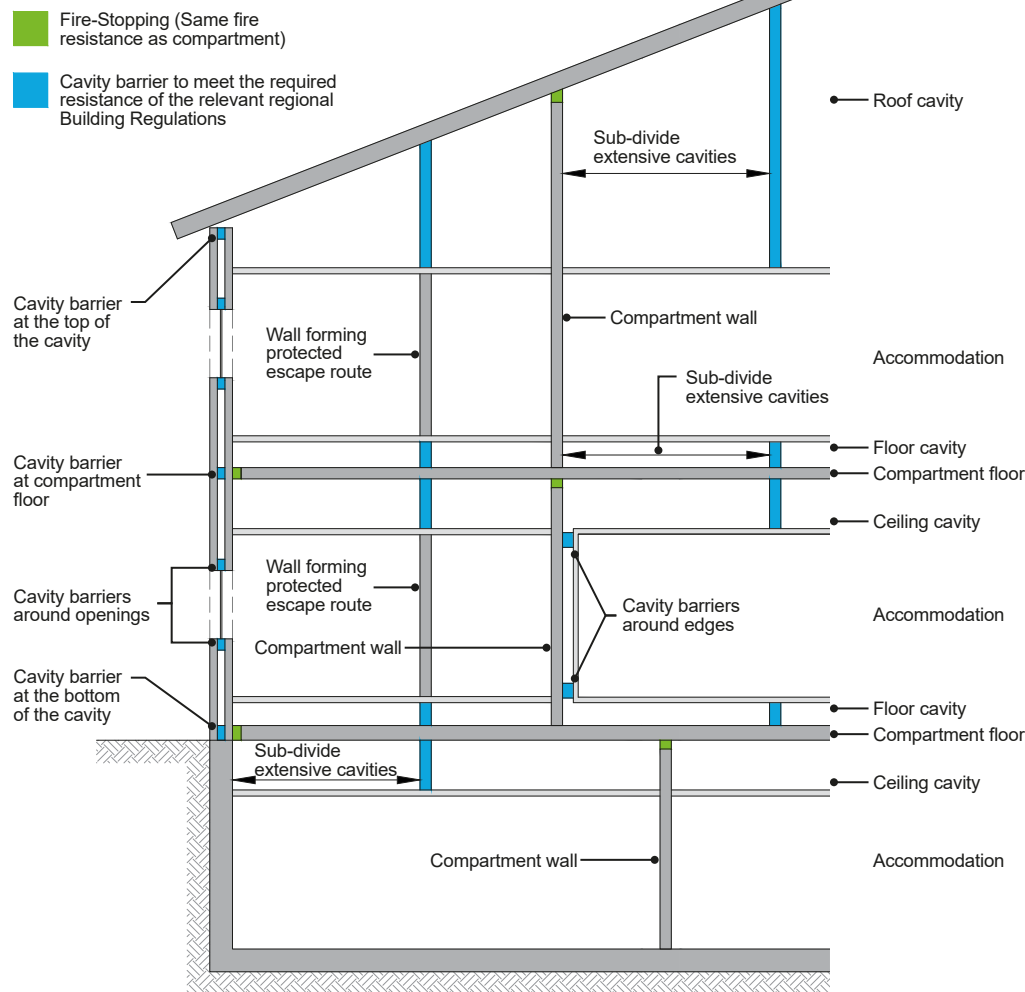 Fire-Stopping (Same fire
resistance as compartment)
Cavity barrier to meet the required
resistance of the relevant regional
Building Regulations
Roof cavity
Sub-divide
extensive cavities
Cavity barrier
at the top of
the cavity
Wall forming
protected
escape route
Compartment wall
Accommodation
Sub-divide
extensive cavities
Floor cavity
Cavity barrier
at compartment
floor
Compartment floor
Ceiling cavity
Cavity barriers
around openings
Wall forming
protected
escape route
Cavity barriers
around edges
Accommodation
Compartment wall
Cavity barrier
at the bottom
of the cavity
Floor cavity
Compartment floor
Sub-divide
extensive cavities
Ceiling cavity
Compartment wall
Accommodation